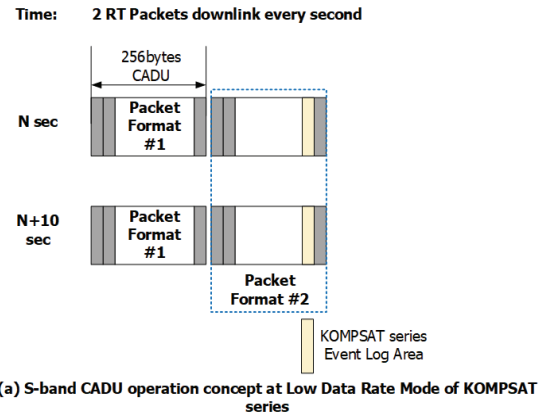 Time: 2 RT Packets downlink every second
256bytes
CADU
N sec
Packet
Format
#1
N+10
sec
Packet
Format
#1
Packet
Format #2
KOMPSAT series
Event Log Area
(a) S-band CADU operation concept at Low Data Rate Mode of KOMPSAT
series